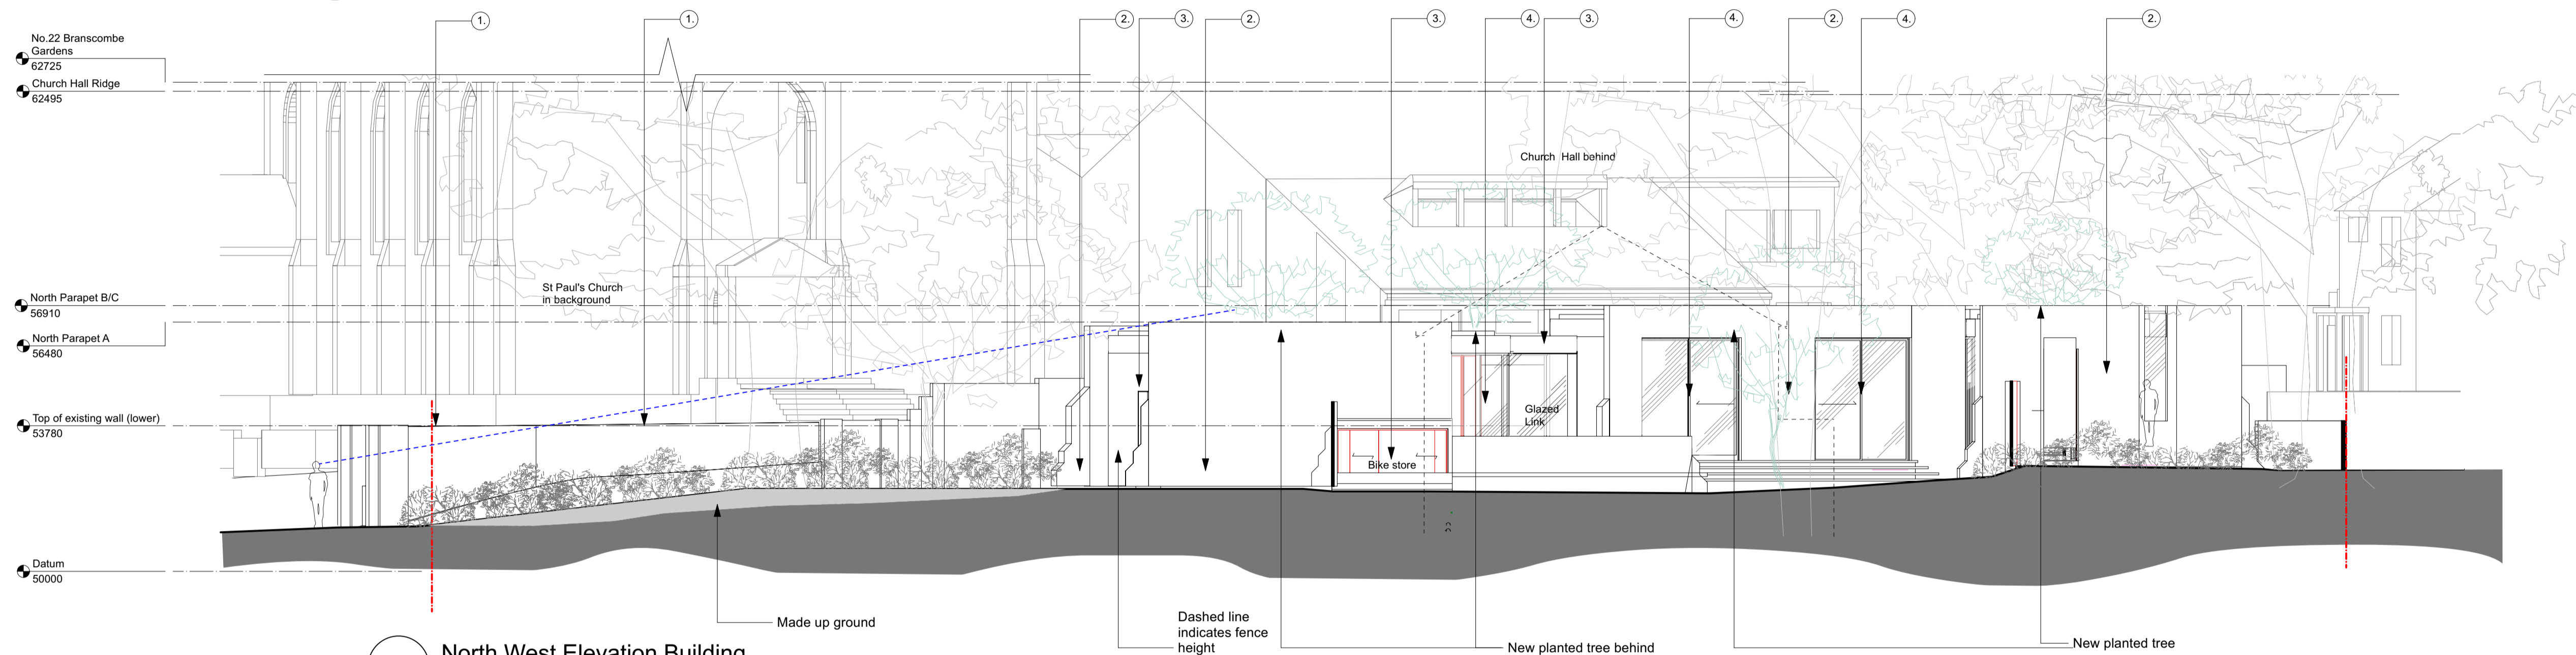 1.
1.
2.
3.
2.
3.
4.
3.
4.
2.
4.
2.
No.22 Branscombe
Gardens
62725
Church Hall Ridge
62495
Church Hall behind
St Paul's Church
in background
North Parapet B/C
56910
North Parapet A
56480
Top of existing wall (lower)
53780
Glazed
Link
Bike store
Datum
50000
Made up ground
Dashed line
indicates fence
height
New planted tree behind
New planted tree
North West Elevation Building